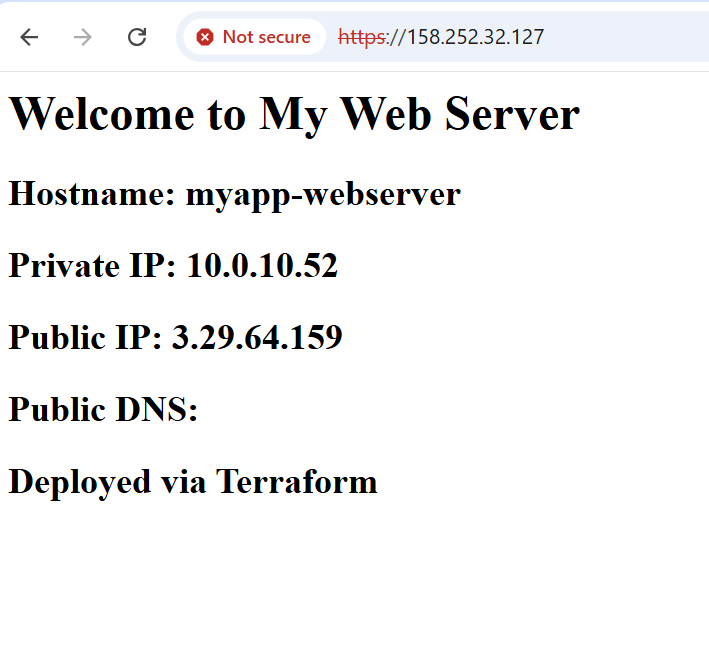 Not secure https://158.252.32.127
Welcome to My Web Server
Hostname: myapp-webserver
Private IP: 10.0.10.52
Public IP: 3.29.64.159
Public DNS:
Deployed via Terraform